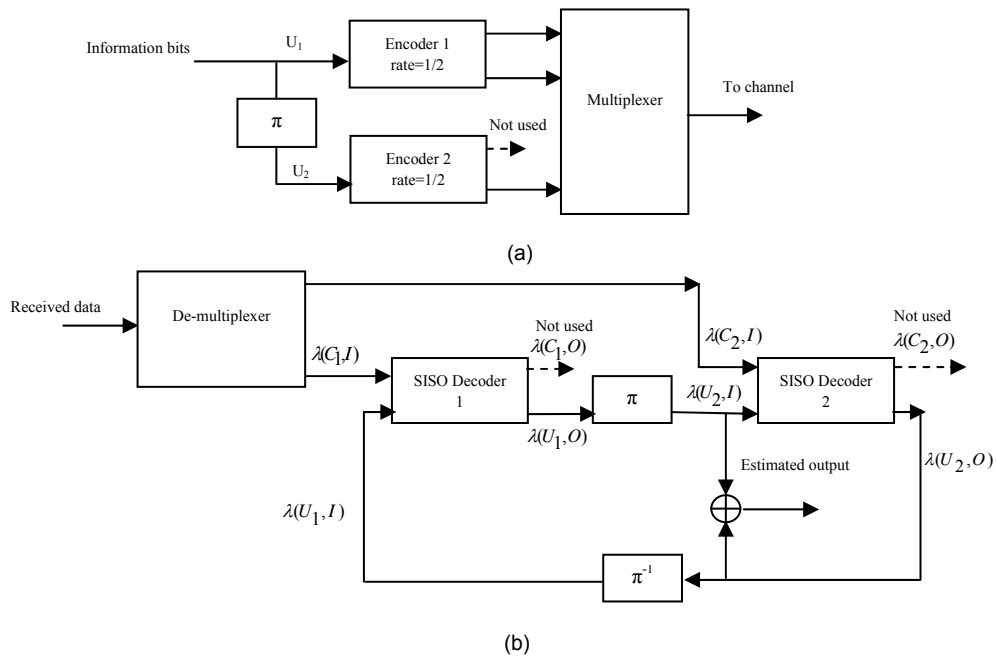 Information bits
U1
Encoder 1
rate=1/2
Multiplexer
To channel
π
Not used
U2
Encoder 2
rate=1/2
(a)
Received data
De-multiplexer
λ(C1,I)
Not used
λ(C1,O)
SISO Decoder
1
λ(U1,O)
π
λ(U2,I)
λ(C2,I)
Not used
λ(C2,O)
SISO Decoder
2
λ(U2,O)
Estimated output
λ(U1,I)
π-1
(b)